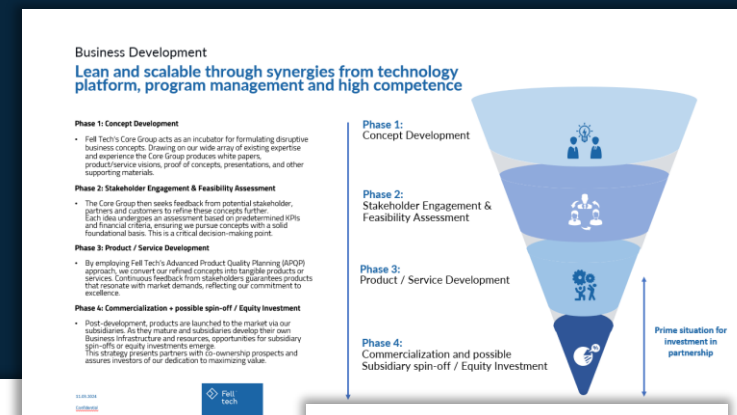 Business Development
Lean and scalable through synergies from technology
platform, program management and high competence
Phase 1: Concept Development
• Fell Tech's Core Group acts as an incubator for formulating disruptive
business concepts. Drawing on our wide array of existing expertise
and experience the Core Group produces white papers,
product/service visions, proof of concepts, presentations, and other
supporting materials.
Phase 2: Stakeholder Engagement & Feasibility Assessment
• The Core Group then seeks feedback from potential stakeholder,
partners and customers to refine these concepts further.
Each idea undergoes an assessment based on predetermined KPIs
and financial criteria, ensuring we pursue concepts with a solid
foundational basis. This is a critical decision-making point.
Phase 3: Product / Service Development
• By employing Fell Tech's Advanced Product Quality Planning (APQP)
approach, we convert our refined concepts into tangible products or
services. Continuous feedback from stakeholders guarantees products
that resonate with market demands, reflecting our commitment to
excellence.
Phase 4: Commercialization + possible spin-off / Equity Investment
• Post-development, products are launched to the market via our
subsidiaries. As they mature and subsidiaries develop their own
Business Infrastructure and resources, opportunities for subsidiary
spin-offs or equity investments emerge.
This strategy presents partners with co-ownership prospects and
assures investors of our dedication to maximizing value.
Confidential
Fell
tech
Phase 1:
Concept Development
Phase 2:
Stakeholder Engagement &
Feasibility Assessment
Phase 3:
Product / Service Development
Phase 4:
Commercialization and possible
Subsidiary spin-off / Equity Investment
Prime situation for
investment in
partnership